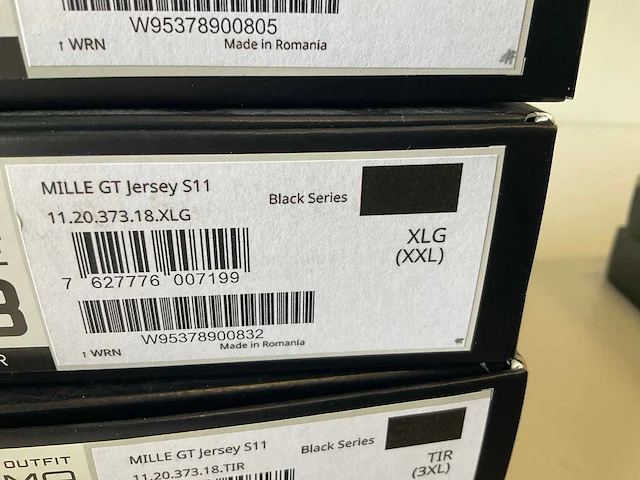 W95378900805
↑ WRN Made in Romania
MILLE GT Jersey S11
Black Series
11.20.373.18.XLG
XLG
(XXL)
7 627776 007199
W95378900832
↑ WRN Made in Romania
R
OUTFIT
MILLE GT Jersey S11
Black Series
11.20.373.18.TIR
TIR
(3XL)